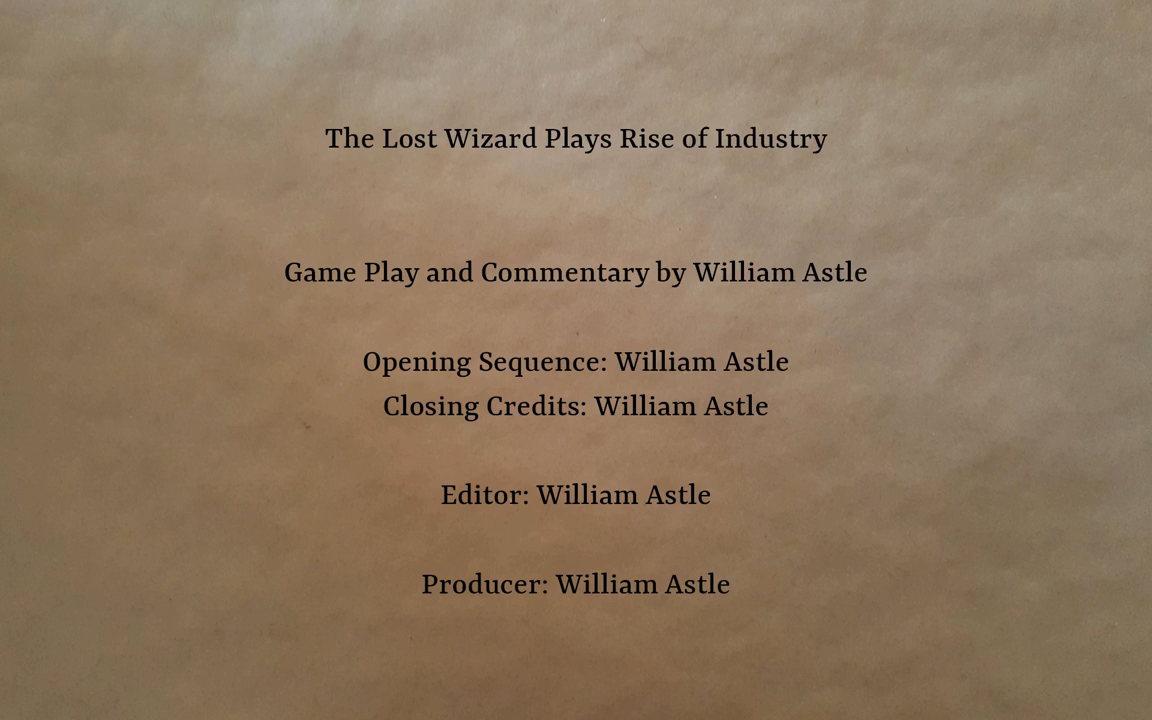 The Lost Wizard Plays Rise of Industry
Game Play and Commentary by William Astle
Opening Sequence: William Astle
Closing Credits: William Astle
Editor: William Astle
Producer: William Astle